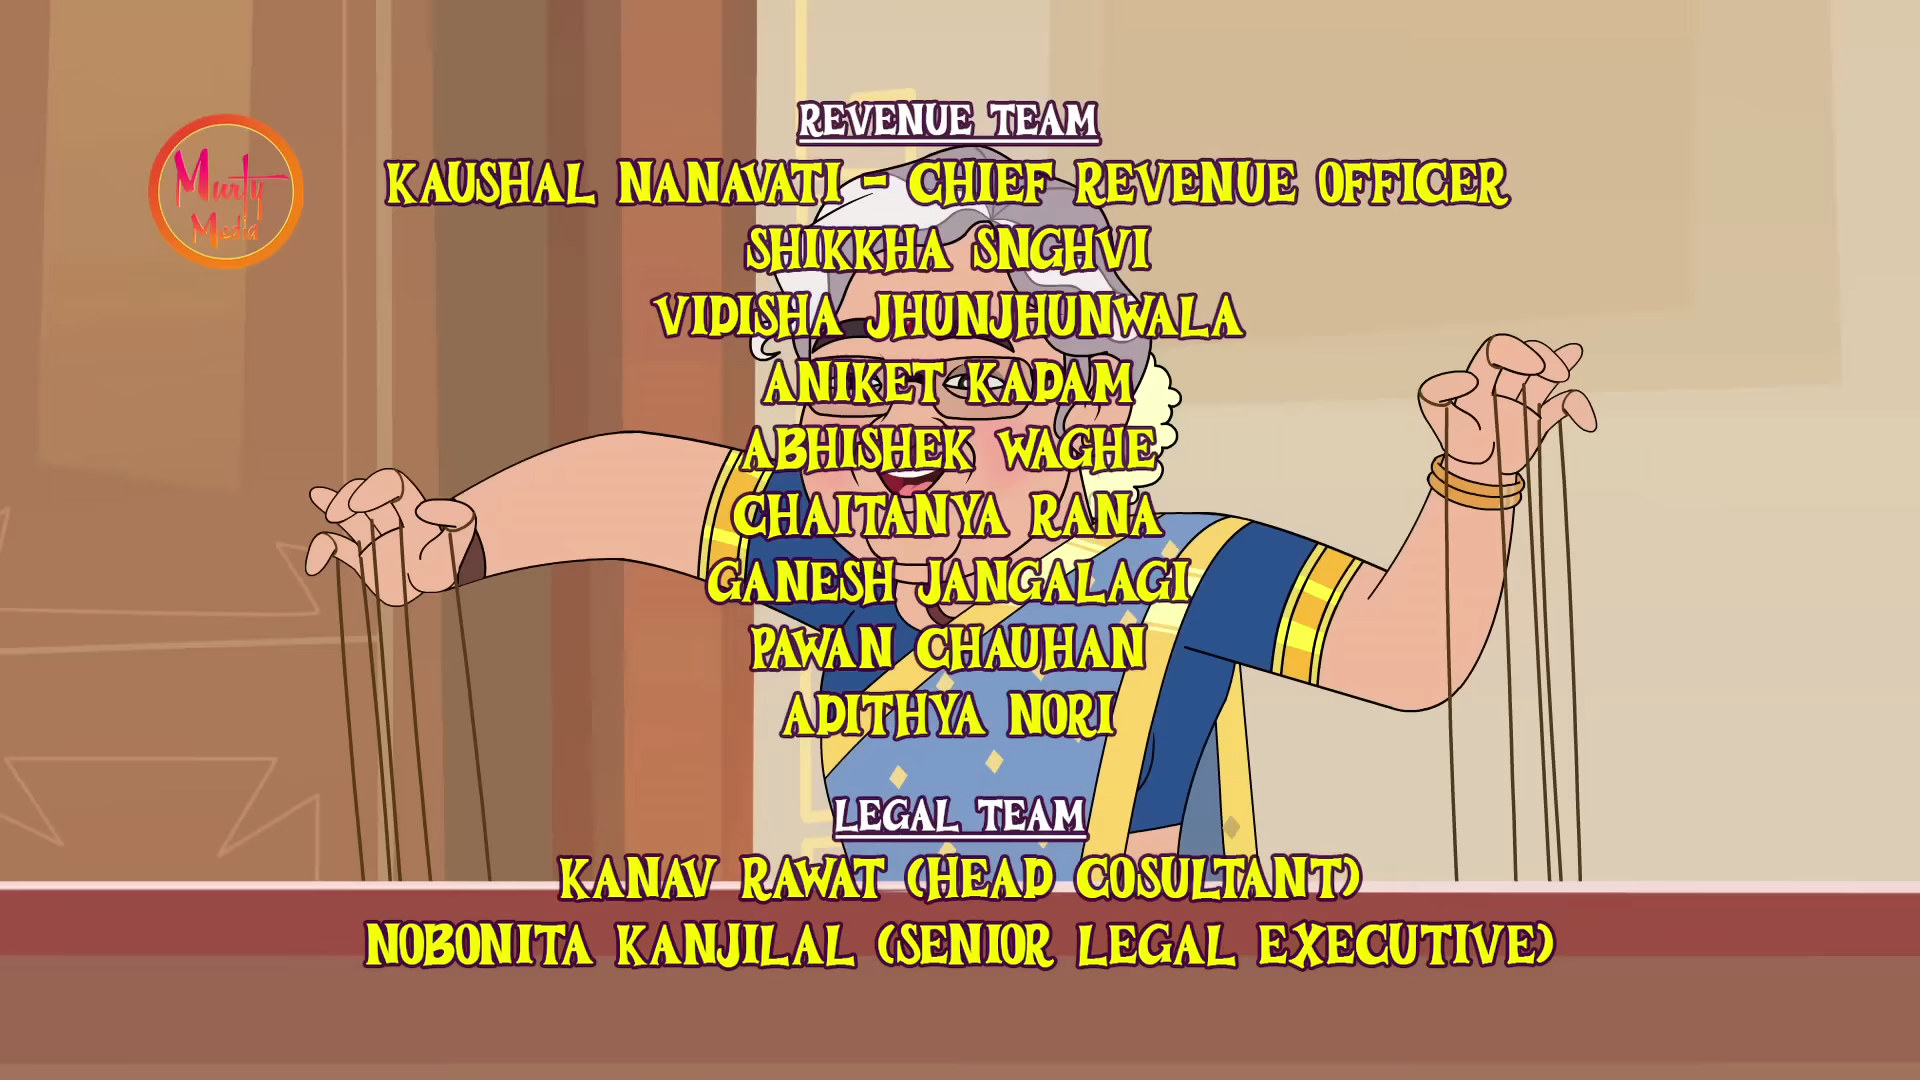 Murty
Media
REVENUE TEAM
KAUSHAL NANAVATI - CHIEF REVENUE OFFICER
SHIKKHA SNGHVI
VIDISHA JHUNJHUNWALA
ANIKET KADAM
ABHISHEK WAGHE
CHAITANYA RANA
GANESH JANGALAGI
PAWAN CHAUHAN
ADITHYA NORI
LEGAL TEAM
KANAV RAWAT (HEAD COSULTANT)
NOBONITA KANJILAL (SENIOR LEGAL EXECUTIVE)